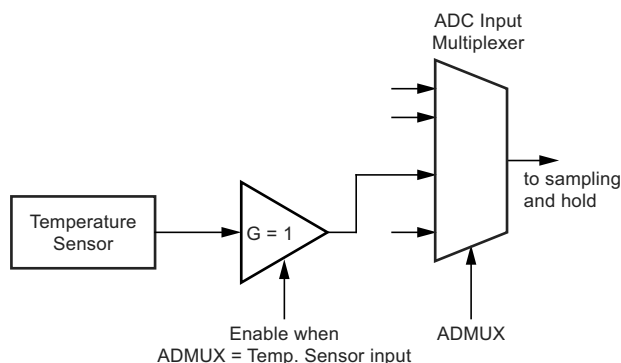 ADC Input
Multiplexer
to sampling
and hold
Temperature
Sensor
G = 1
Enable when
ADMUX = Temp. Sensor input
ADMUX